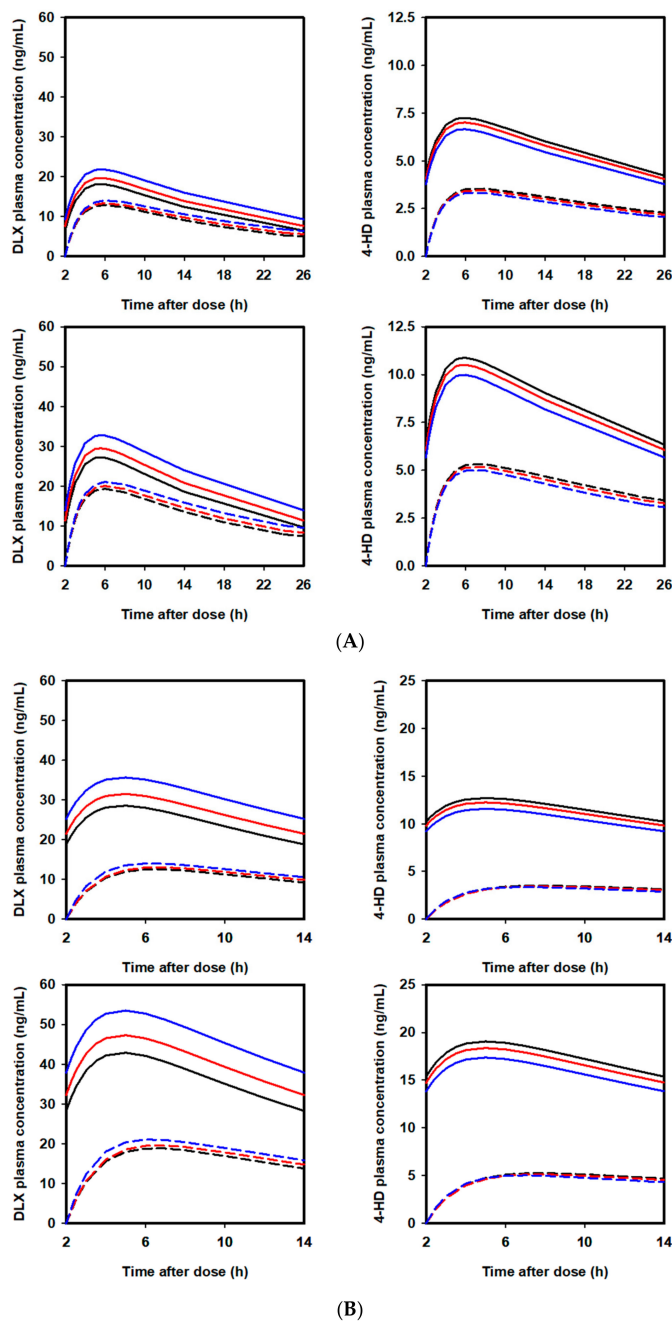 DLX plasma concentration (ng/mL)
60
50
40
30
20
10
0
2 6 10 14 18 22 26
Time after dose (h)
4-HD plasma concentration (ng/mL)
12.5
10.0
7.5
5.0
2.5
0.0
2 6 10 14 18 22 26
Time after dose (h)
DLX plasma concentration (ng/mL)
60
50
40
30
20
10
0
2 6 10 14 18 22 26
Time after dose (h)
4-HD plasma concentration (ng/mL)
12.5
10.0
7.5
5.0
2.5
0.0
2 6 10 14 18 22 26
Time after dose (h)
(A)
DLX plasma concentration (ng/mL)
60
50
40
30
20
10
0
2 6 10 14
Time after dose (h)
4-HD plasma concentration (ng/mL)
25
20
15
10
5
0
2 6 10 14
Time after dose (h)
DLX plasma concentration (ng/mL)
60
50
40
30
20
10
0
2 6 10 14
Time after dose (h)
4-HD plasma concentration (ng/mL)
25
20
15
10
5
0
2 6 10 14
Time after dose (h)
(B)